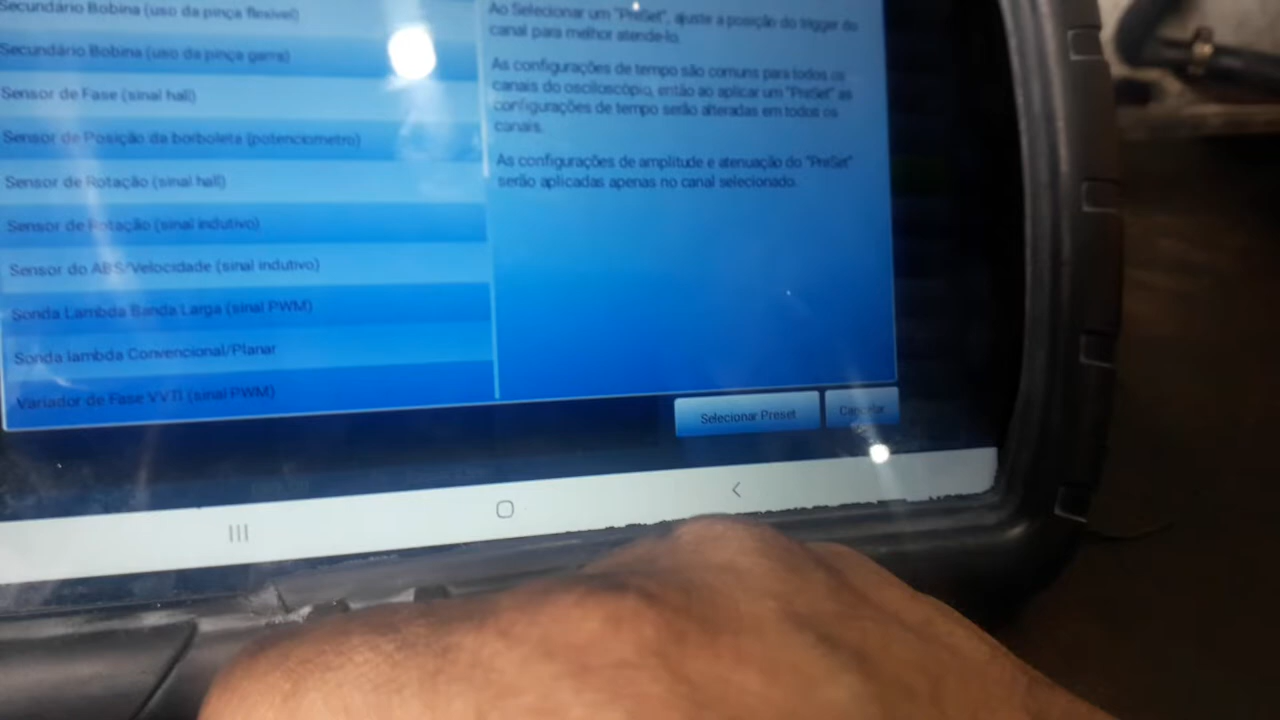 Secundário Bobina (uso da pinça flexível)
Secundário Bobina (uso da pinça garra)
Sensor de Fase (sinal hall)
Sensor de Posição da borboleta (potenciometro)
Sensor de Rotação (sinal hall)
Sensor de Rotação (sinal indutivo)
Sensor do ABS/Velocidade (sinal indutivo)
Sonda Lambda Banda Larga (sinal PWM)
Sonda lambda Convencional/Planar
Variador de Fase VVTI (sinal PWM)
Ao Selecionar um "PreSet", ajuste a posição do trigger do
canal para melhor atende-lo.
As configurações de tempo são comuns para todos os
canais do osciloscópio, então ao aplicar um "PreSet" as
configurações de tempo serão alteradas em todos os
canais.
As configurações de amplitude e atenuação do "PreSet"
serão aplicadas apenas no canal selecionado.
Selecionar Preset
Cancelar